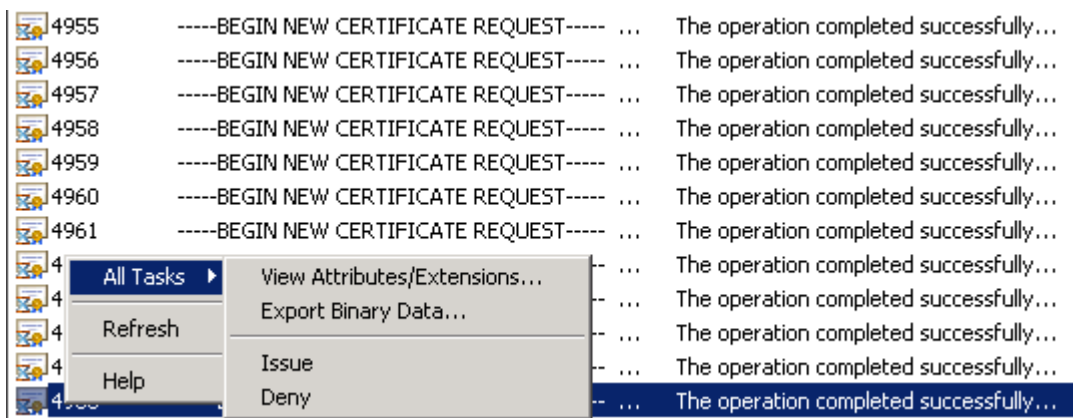 4955 -----BEGIN NEW CERTIFICATE REQUEST----- ... The operation completed successfully...
4956 -----BEGIN NEW CERTIFICATE REQUEST----- ... The operation completed successfully...
4957 -----BEGIN NEW CERTIFICATE REQUEST----- ... The operation completed successfully...
4958 -----BEGIN NEW CERTIFICATE REQUEST----- ... The operation completed successfully...
4959 -----BEGIN NEW CERTIFICATE REQUEST----- ... The operation completed successfully...
4960 -----BEGIN NEW CERTIFICATE REQUEST----- ... The operation completed successfully...
4961 -----BEGIN NEW CERTIFICATE REQUEST----- ... The operation completed successfully...
4 All Tasks View Attributes/Extensions... -- ... The operation completed successfully...
4 Export Binary Data... -- ... The operation completed successfully...
4 Refresh -- ... The operation completed successfully...
4 Help Issue -- ... The operation completed successfully...
Deny -- ... The operation completed successfully...